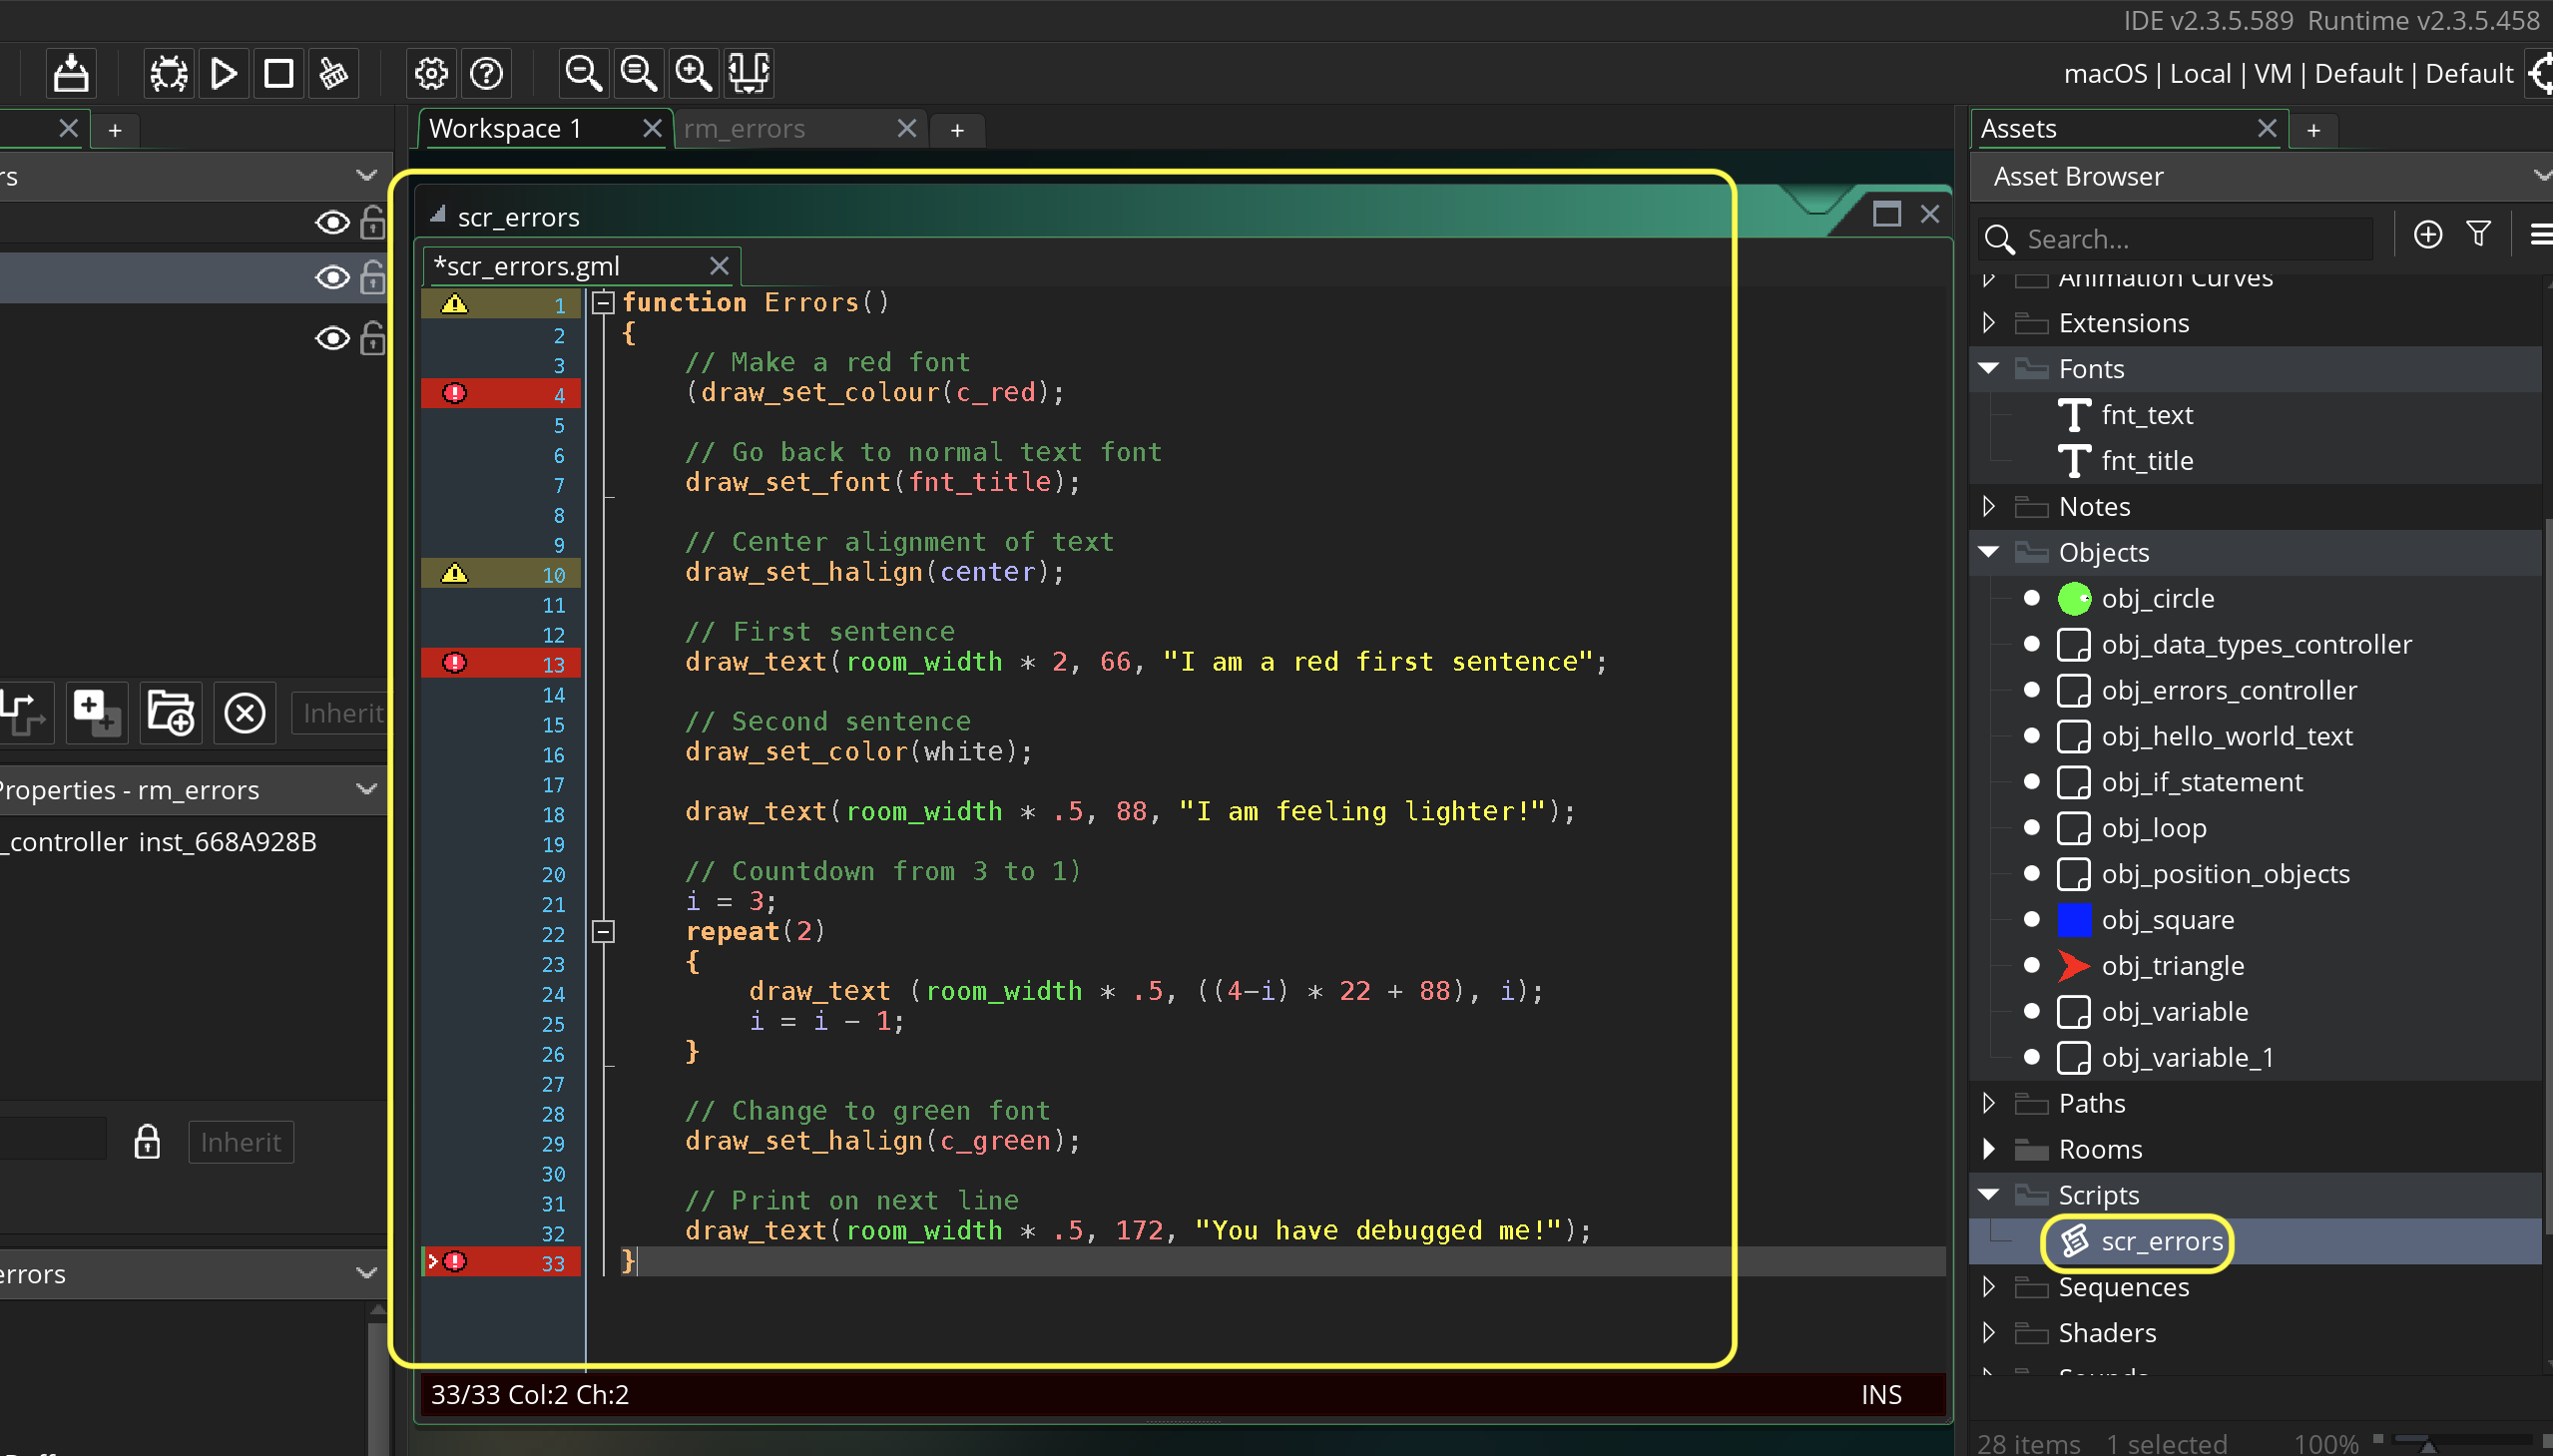 IDE v2.3.5.589 Runtime v2.3.5.458
macOS | Local | VM | Default | Default
Workspace 1
rm_errors
Assets
rs
Asset Browser
scr_errors
Search...
*scr_errors.gml
1 function Errors()
2 {
3 // Make a red font
4 (draw_set_colour(c_red);
5
6 // Go back to normal text font
7 draw_set_font(fnt_title);
8
9 // Center alignment of text
10 draw_set_halign(center);
11
12 // First sentence
13 draw_text(room_width * 2, 66, "I am a red first sentence";
14
15 // Second sentence
16 draw_set_color(white);
17
18 draw_text(room_width * .5, 88, "I am feeling lighter!");
19
20 // Countdown from 3 to 1)
21 i = 3;
22 repeat(2)
23 {
24 draw_text (room_width * .5, ((4-i) * 22 + 88), i);
25 i = i - 1;
26 }
27
28 // Change to green font
29 draw_set_halign(c_green);
30
31 // Print on next line
32 draw_text(room_width * .5, 172, "You have debugged me!");
33 }
33/33 Col:2 Ch:2
INS
Inherit
Properties - rm_errors
_controller inst_668A928B
Inherit
errors
Animation Curves
Extensions
Fonts
fnt_text
fnt_title
Notes
Objects
obj_circle
obj_data_types_controller
obj_errors_controller
obj_hello_world_text
obj_if_statement
obj_loop
obj_position_objects
obj_square
obj_triangle
obj_variable
obj_variable_1
Paths
Rooms
Scripts
scr_errors
Sequences
Shaders
Sounds
28 items 1 selected 100%